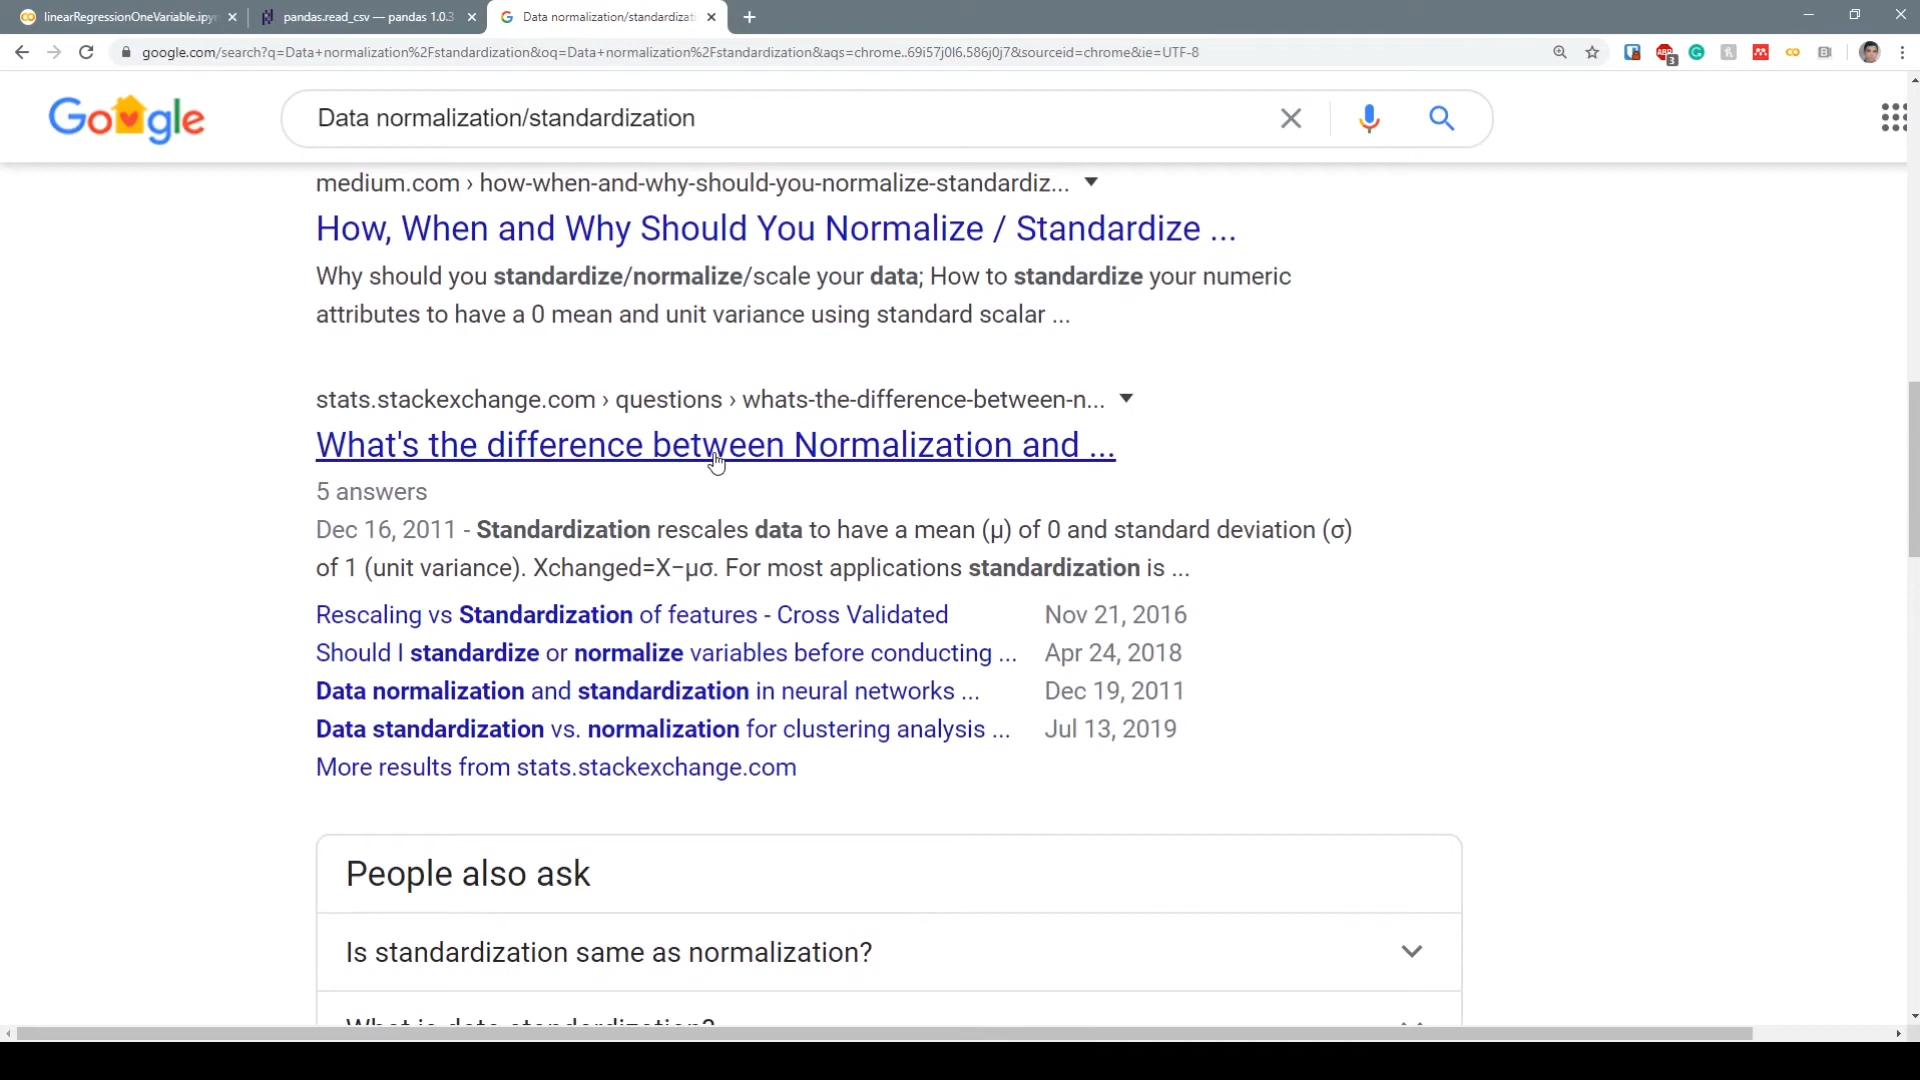 linearRegressionOneVariable.ipy
pandas.read_csv — pandas 1.0.3
Data normalization/standardizati
google.com/search?q=Data+normalization%2Fstandardization&oq=Data+normalization%2Fstandardization&aqs=chrome..69i57j0l6.586j0j7&sourceid=chrome&ie=UTF-8
ABP
3
Google
Data normalization/standardization
medium.com › how-when-and-why-should-you-normalize-standardiz...
How, When and Why Should You Normalize / Standardize ...
Why should you standardize/normalize/scale your data; How to standardize your numeric
attributes to have a 0 mean and unit variance using standard scalar ...
stats.stackexchange.com › questions › whats-the-difference-between-n...
What's the difference between Normalization and ...
5 answers
Dec 16, 2011 - Standardization rescales data to have a mean (μ) of 0 and standard deviation (σ)
of 1 (unit variance). Xchanged=X−μσ. For most applications standardization is ...
Rescaling vs Standardization of features - Cross Validated Nov 21, 2016
Should I standardize or normalize variables before conducting ... Apr 24, 2018
Data normalization and standardization in neural networks ... Dec 19, 2011
Data standardization vs. normalization for clustering analysis ... Jul 13, 2019
More results from stats.stackexchange.com
People also ask
Is standardization same as normalization?
What is data standardization?